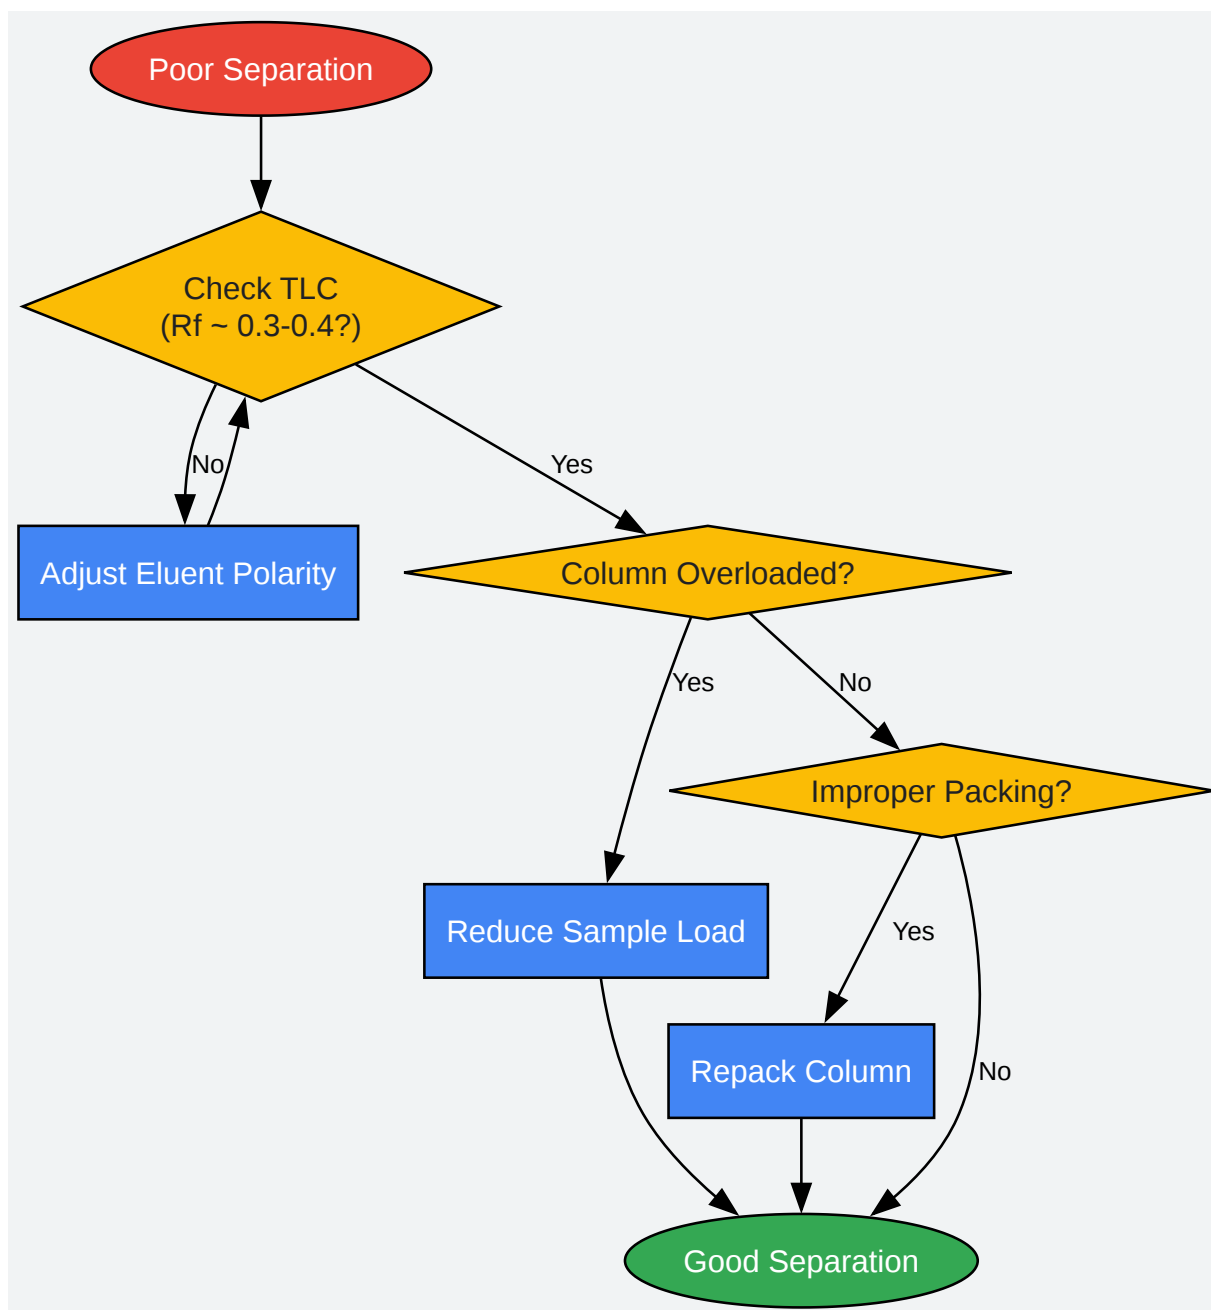 Poor Separation
Check TLC
(Rf ~ 0.3-0.4?)
No
Yes
Adjust Eluent Polarity
Column Overloaded?
Yes
No
Improper Packing?
Reduce Sample Load
Yes
Repack Column
No
Good Separation